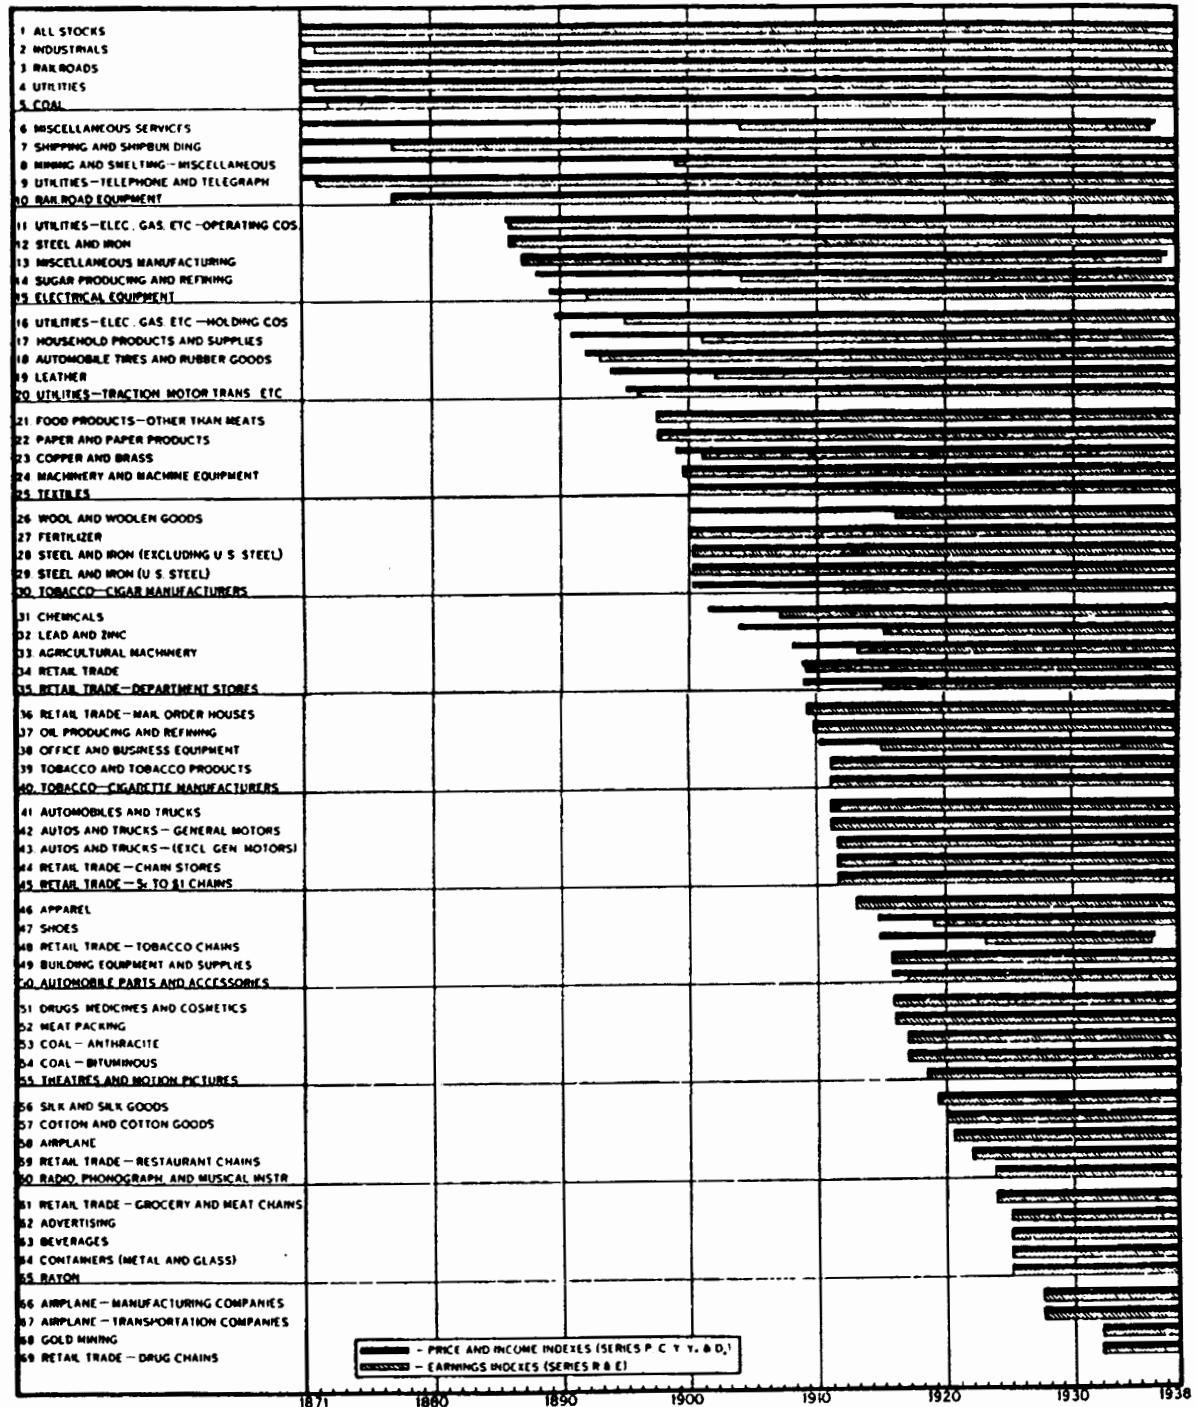 1 ALL STOCKS
2 INDUSTRIALS
3 RAILROADS
4 UTILITIES
5 COAL
6 MISCELLANEOUS SERVICES
7 SHIPPING AND SHIPBUILDING
8 MINING AND SMELTING—MISCELLANEOUS
9 UTILITIES—TELEPHONE AND TELEGRAPH
10 RAILROAD EQUIPMENT
11 UTILITIES—ELEC. GAS. ETC—OPERATING COS.
12 STEEL AND IRON
13 MISCELLANEOUS MANUFACTURING
14 SUGAR PRODUCING AND REFINING
15 ELECTRICAL EQUIPMENT
16 UTILITIES—ELEC. GAS. ETC—HOLDING COS
17 HOUSEHOLD PRODUCTS AND SUPPLIES
18 AUTOMOBILE TIRES AND RUBBER GOODS
19 LEATHER
20 UTILITIES—TRACTION MOTOR TRANS. ETC
21. FOOD PRODUCTS—OTHER THAN MEATS
22 PAPER AND PAPER PRODUCTS
23 COPPER AND BRASS
24 MACHINERY AND MACHINE EQUIPMENT
25 TEXTILES
26 WOOL AND WOOLEN GOODS
27 FERTILIZER
28 STEEL AND IRON (EXCLUDING U S STEEL)
29. STEEL AND IRON (U S. STEEL)
30. TOBACCO—CIGAR MANUFACTURERS
31 CHEMICALS
32 LEAD AND ZINC
33. AGRICULTURAL MACHINERY
34 RETAIL TRADE
35 RETAIL TRADE—DEPARTMENT STORES
36 RETAIL TRADE—MAIL ORDER HOUSES
37 OIL PRODUCING AND REFINING
38 OFFICE AND BUSINESS EQUIPMENT
39 TOBACCO AND TOBACCO PRODUCTS
40. TOBACCO—CIGARETTE MANUFACTURERS
41 AUTOMOBILES AND TRUCKS
42 AUTOS AND TRUCKS—GENERAL MOTORS
43. AUTOS AND TRUCKS—(EXCL GEN MOTORS)
44 RETAIL TRADE—CHAIN STORES
45 RETAIL TRADE—5¢ TO $1 CHAINS
46 APPAREL
47 SHOES
48 RETAIL TRADE—TOBACCO CHAINS
49 BUILDING EQUIPMENT AND SUPPLIES
50 AUTOMOBILE PARTS AND ACCESSORIES
51 DRUGS MEDICINES AND COSMETICS
52 MEAT PACKING
53 COAL—ANTHRACITE
54 COAL—BITUMINOUS
55 THEATRES AND MOTION PICTURES
56 SILK AND SILK GOODS
57 COTTON AND COTTON GOODS
58 AIRPLANE
59 RETAIL TRADE—RESTAURANT CHAINS
60 RADIO, PHONOGRAPH, AND MUSICAL INSTR
61 RETAIL TRADE—GROCERY AND MEAT CHAINS
62 ADVERTISING
63 BEVERAGES
64 CONTAINERS (METAL AND GLASS)
65 RAYON
66 AIRPLANE—MANUFACTURING COMPANIES
67 AIRPLANE—TRANSPORTATION COMPANIES
68 GOLD MINING
69 RETAIL TRADE—DRUG CHAINS
- PRICE AND INCOME INDEXES (SERIES P C Y
- EARNINGS INDEXES (SERIES R & E)
1871 1880 1890 1900 1910 1920 1930 1938